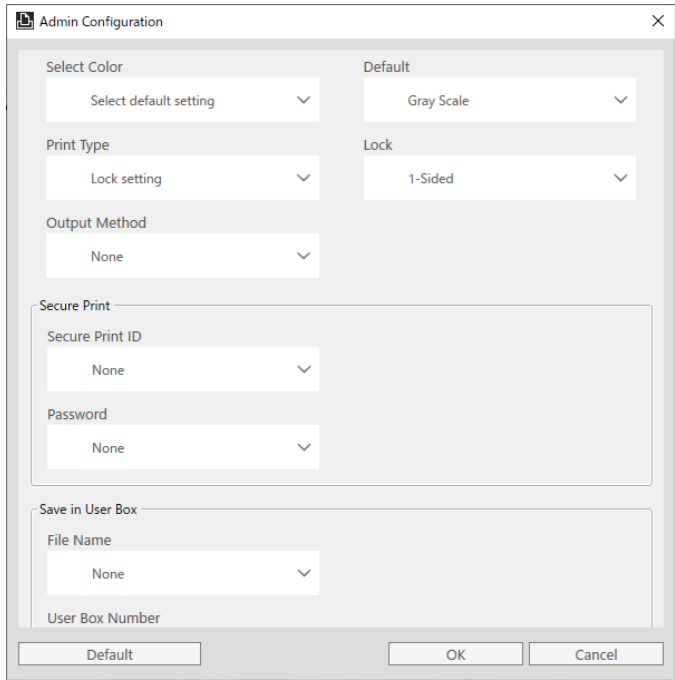 Admin Configuration
Select Color Default
Select default setting Gray Scale
Print Type Lock
Lock setting 1-Sided
Output Method
None
Secure Print
Secure Print ID
None
Password
None
Save in User Box
File Name
None
User Box Number
Default OK Cancel